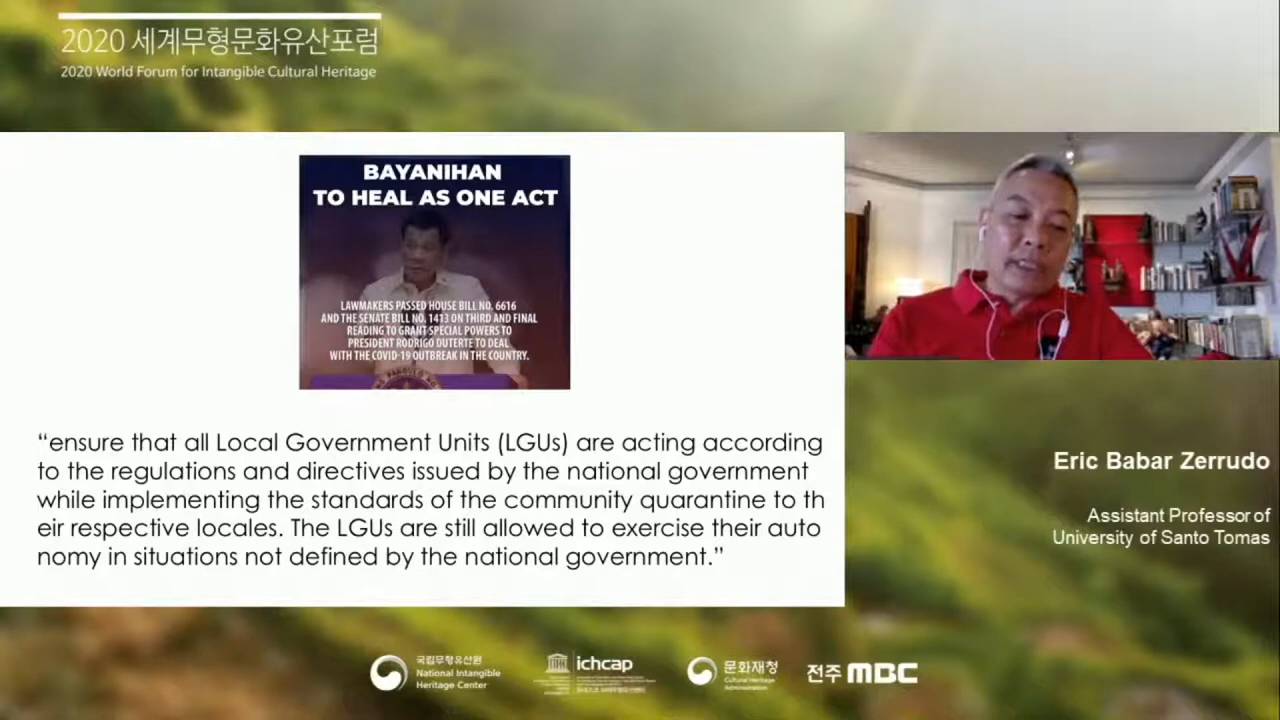 2020 세계무형문화유산포럼
2020 World Forum for Intangible Cultural Heritage
BAYANIHAN
TO HEAL AS ONE ACT
LAWMAKERS PASSED HOUSE BILL NO. 6616
AND THE SENATE BILL NO. 1413 ON THIRD AND FINAL
READING TO GRANT SPECIAL POWERS TO
PRESIDENT RODRIGO DUTERTE TO DEAL
WITH THE COVID-19 OUTBREAK IN THE COUNTRY.
“ensure that all Local Government Units (LGUs) are acting according
to the regulations and directives issued by the national government
while implementing the standards of the community quarantine to th
eir respective locales. The LGUs are still allowed to exercise their auto
nomy in situations not defined by the national government.”
Eric Babar Zerrudo
Assistant Professor of
University of Santo Tomas
국립무형유산원
National Intangible
Heritage Center
ichcap
문화재청
Cultural Heritage
Administration
전주 MBC